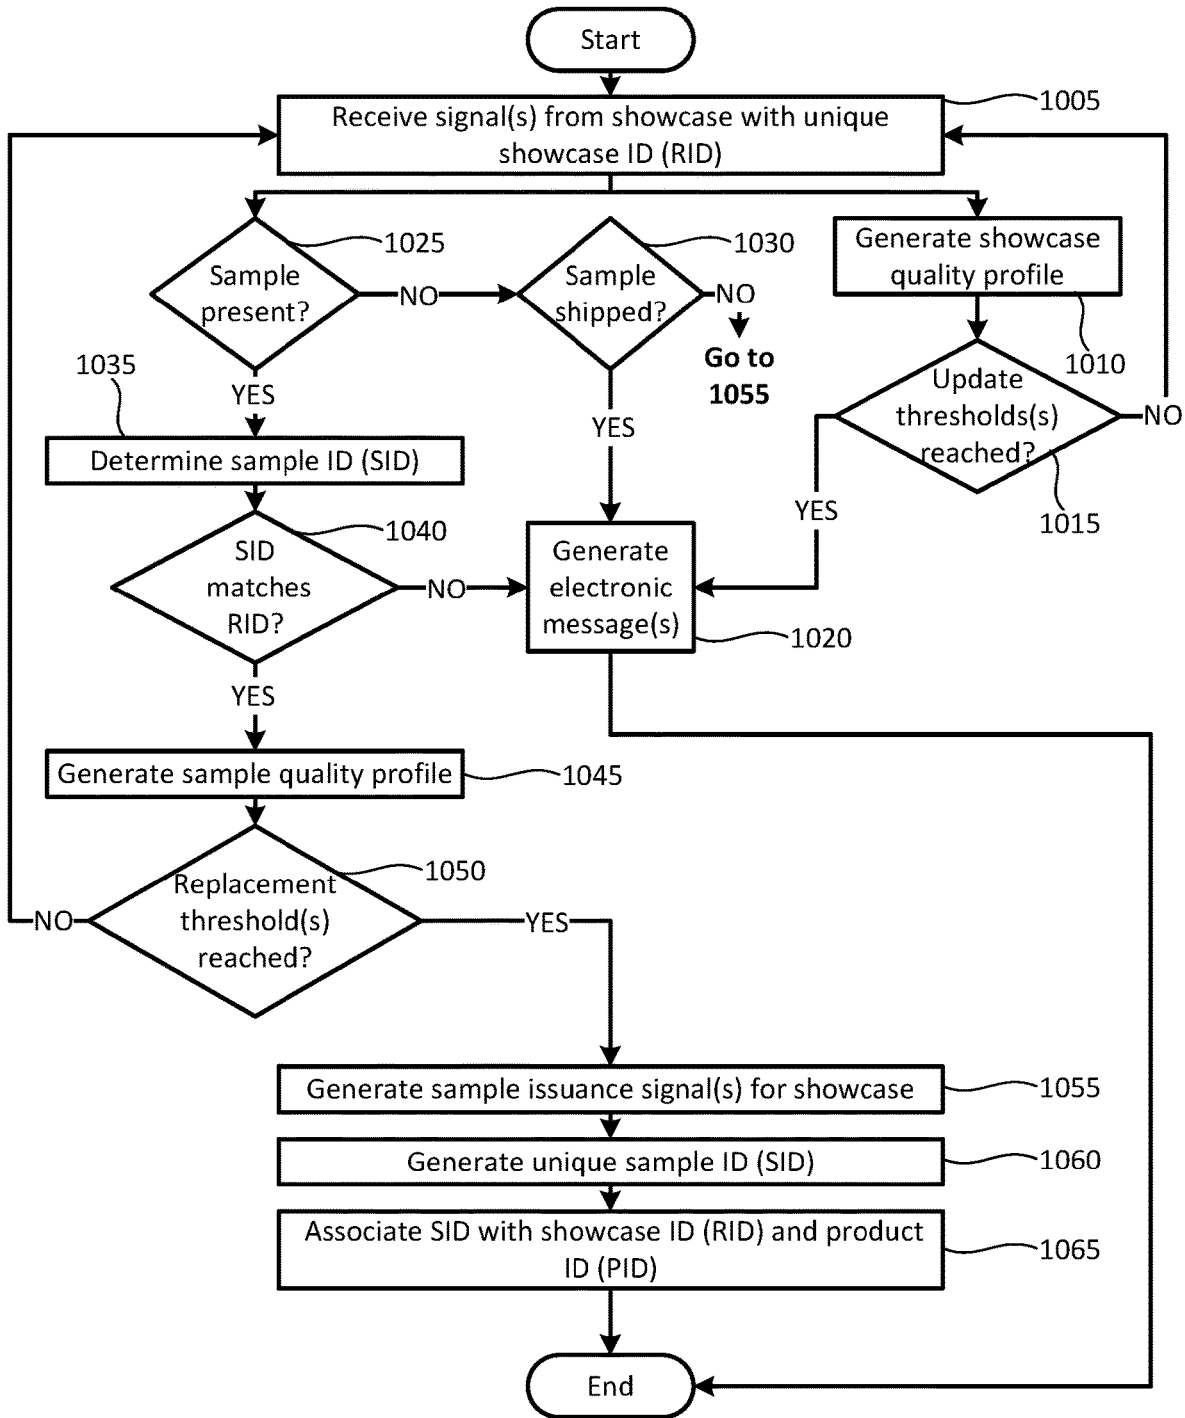 Start
Receive signal(s) from showcase with unique
showcase ID (RID)
1005
Sample
present?
1025
NO
Sample
shipped?
1030
NO
Go to
1055
Generate showcase
quality profile
1010
Update
thresholds(s)
reached?
1015
NO
YES
YES
YES
1035
Determine sample ID (SID)
SID
matches
RID?
1040
NO
Generate
electronic
message(s)
1020
YES
Generate sample quality profile
1045
Replacement
threshold(s)
reached?
1050
NO
YES
Generate sample issuance signal(s) for showcase
1055
Generate unique sample ID (SID)
1060
Associate SID with showcase ID (RID) and product
ID (PID)
1065
End